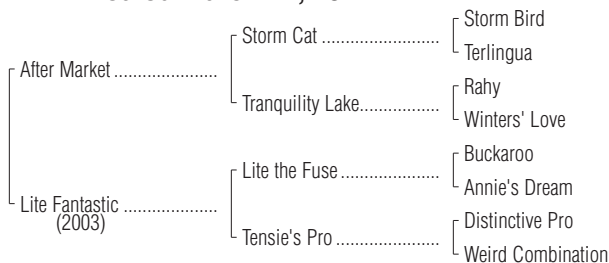 Storm Bird
Storm Cat ........................
Terlingua
After Market .....................
Rahy
Tranquility Lake................
Winters' Love
Buckaroo
Lite the Fuse ....................
Annie's Dream
Lite Fantastic ...................
(2003)
Distinctive Pro
Tensie's Pro .....................
Weird Combination